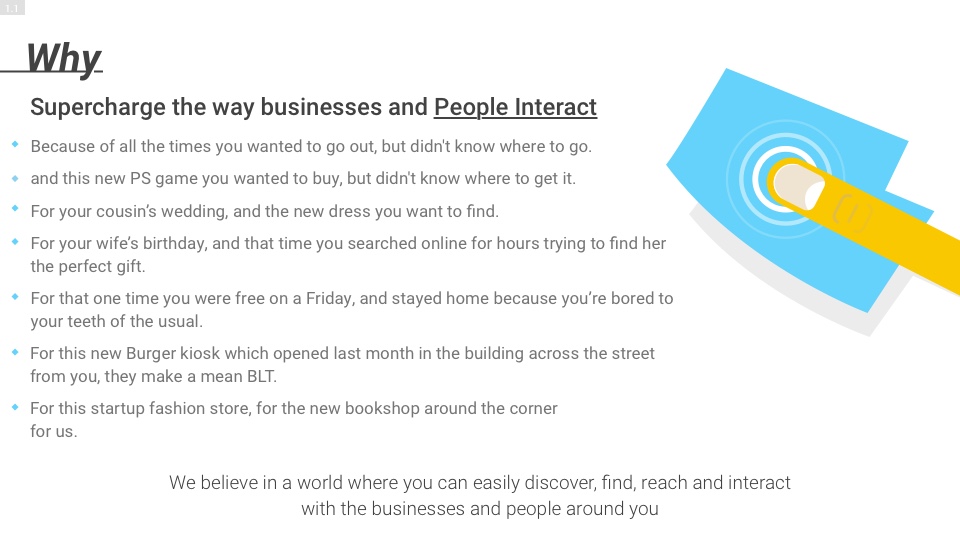 1.1
Why
Supercharge the way businesses and People Interact
Because of all the times you wanted to go out, but didn't know where to go.
and this new PS game you wanted to buy, but didn't know where to get it.
For your cousin’s wedding, and the new dress you want to find.
For your wife’s birthday, and that time you searched online for hours trying to find her
the perfect gift.
For that one time you were free on a Friday, and stayed home because you’re bored to
your teeth of the usual.
For this new Burger kiosk which opened last month in the building across the street
from you, they make a mean BLT.
For this startup fashion store, for the new bookshop around the corner
for us.
We believe in a world where you can easily discover, find, reach and interact
with the businesses and people around you